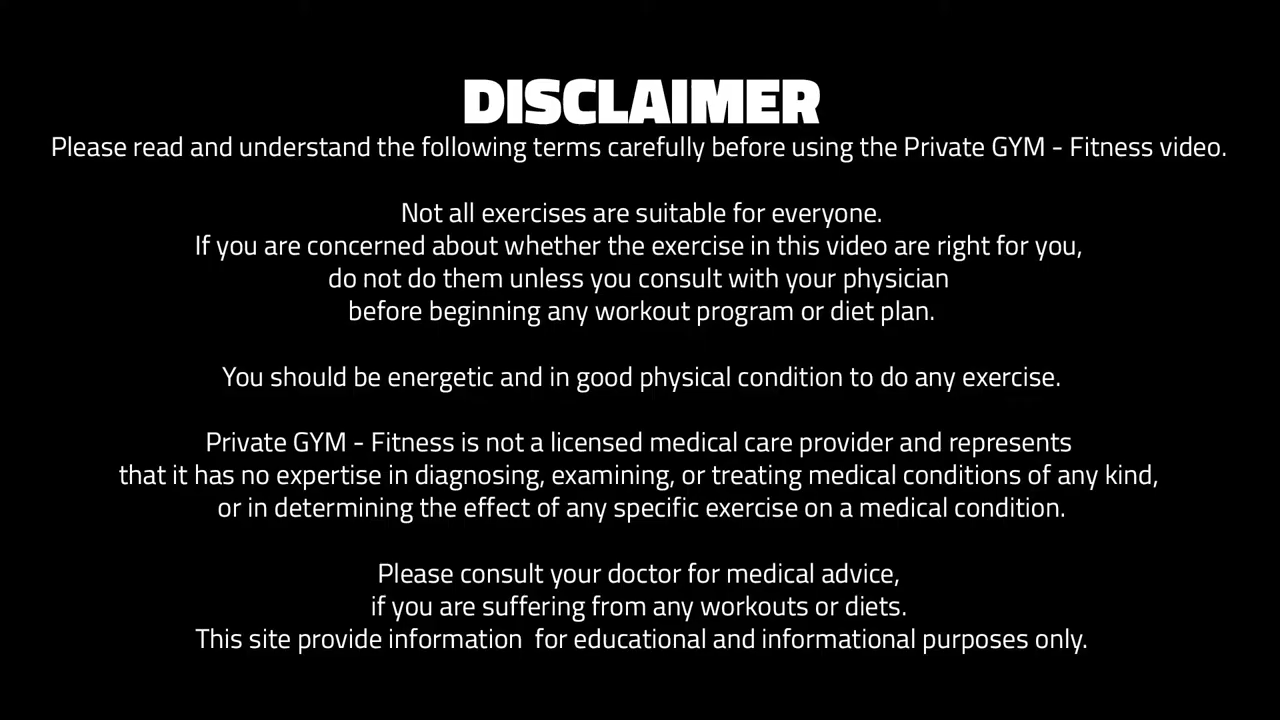 DISCLAIMER
Please read and understand the following terms carefully before using the Private GYM - Fitness video.
Not all exercises are suitable for everyone.
If you are concerned about whether the exercise in this video are right for you,
do not do them unless you consult with your physician
before beginning any workout program or diet plan.
You should be energetic and in good physical condition to do any exercise.
Private GYM - Fitness is not a licensed medical care provider and represents
that it has no expertise in diagnosing, examining, or treating medical conditions of any kind,
or in determining the effect of any specific exercise on a medical condition.
Please consult your doctor for medical advice,
if you are suffering from any workouts or diets.
This site provide information  for educational and informational purposes only.